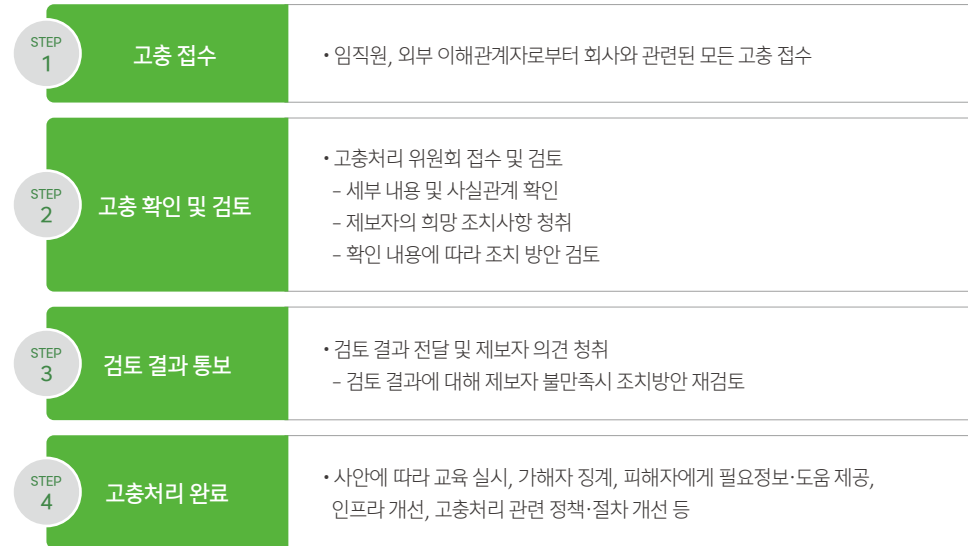 STEP
1
고충 접수
• 임직원, 외부 이해관계자로부터 회사와 관련된 모든 고충 접수
STEP
2
고충 확인 및 검토
• 고충처리 위원회 접수 및 검토
– 세부 내용 및 사실관계 확인
– 제보자의 희망 조치사항 청취
– 확인 내용에 따라 조치 방안 검토
STEP
3
검토 결과 통보
• 검토 결과 전달 및 제보자 의견 청취
– 검토 결과에 대해 제보자 불만족시 조치방안 재검토
STEP
4
고충처리 완료
• 사안에 따라 교육 실시, 가해자 징계, 피해자에게 필요정보·도움 제공,
인프라 개선, 고충처리 관련 정책·절차 개선 등